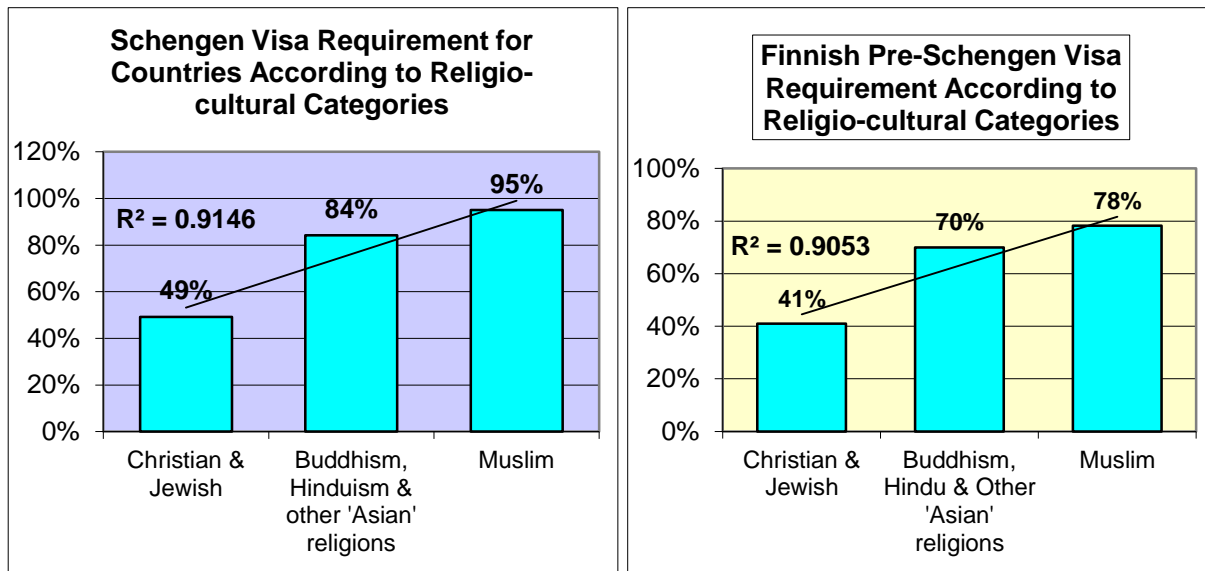 Schengen Visa Requirement for
Countries According to Religio-
cultural Categories
120%
100%
80%
60%
40%
20%
0%
R² = 0.9146
49%
84%
95%
Christian &
Jewish
Buddhism,
Hinduism &
other 'Asian'
religions
Muslim
Finnish Pre-Schengen Visa
Requirement According to
Religio-cultural Categories
100%
80%
60%
40%
20%
0%
R² = 0.9053
41%
70%
78%
Christian &
Jewish
Buddhism,
Hindu & Other
'Asian'
religions
Muslim